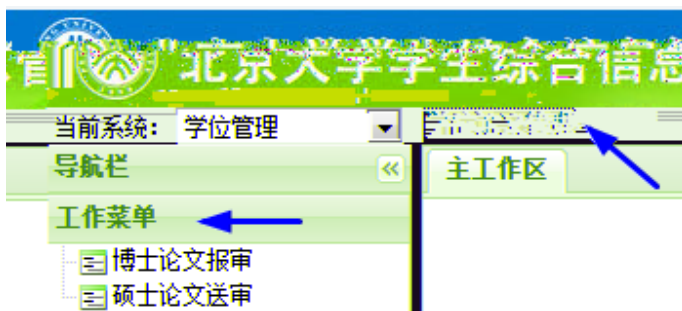 北京大学学生综合信息
当前系统： 学位管理
导航栏
主工作区
工作菜单
博士论文报审
硕士论文送审